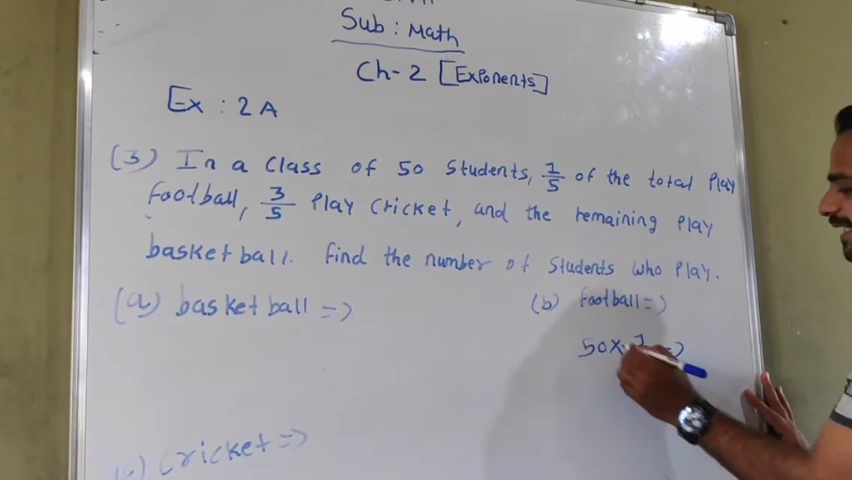 Sub : Math
Ch-2 [Exponents]
Ex : 2A
(3) In a class of 50 Students, 1/5 of the total Play
football, 3/5 Play cricket, and the remaining Play
basketball. Find the number of Students who Play.
(a) basketball => (b) football =>
50x 1 =>
(c) Cricket =>